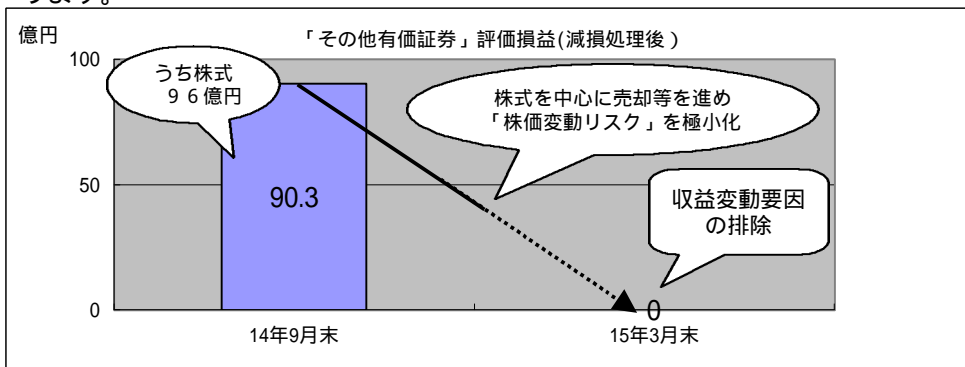 ります。
億円
「その他有価証券」評価損益(減損処理後)
100
うち株式
９６億円
株式を中心に売却等を進め
「株価変動リスク」を極小化
50
90.3
収益変動要因
の排除
0
0
14年9月末
15年3月末